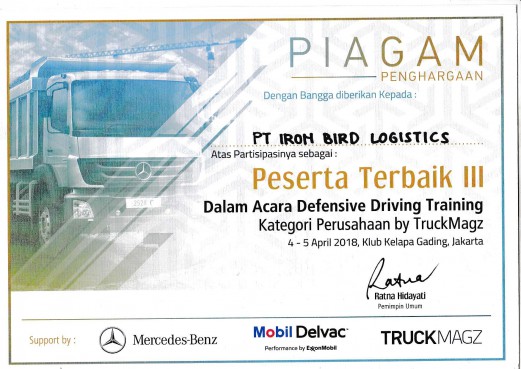 PIAGAM
PENGHARGAAN
Dengan Bangga diberikan Kepada :
PT IRON BIRD LOGISTICS
Atas Partisipasinya sebagai :
Peserta Terbaik III
Dalam Acara Defensive Driving Training
Kategori Perusahaan by TruckMagz
4 - 5 April 2018, Klub Kelapa Gading, Jakarta
Ratna
Ratna Hidayati
Pemimpin Umum
Support by :
Mercedes-Benz
Mobil Delvac
Performance by ExxonMobil
TRUCKMAGZ